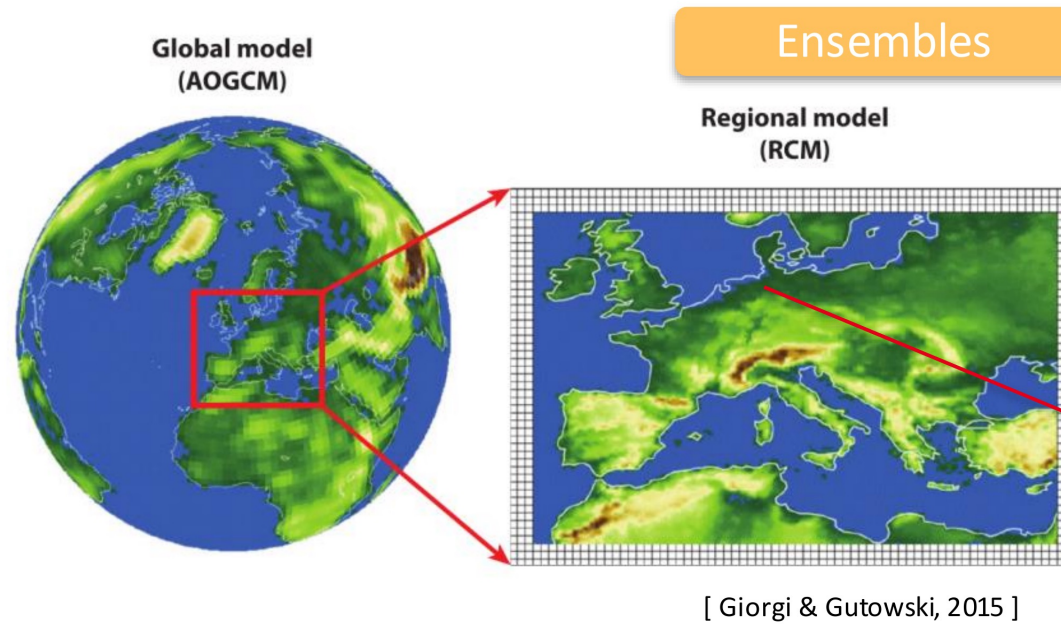 Ensembles
Global model
(AOGCM)
Regional model
(RCM)
[ Giorgi & Gutowski, 2015 ]